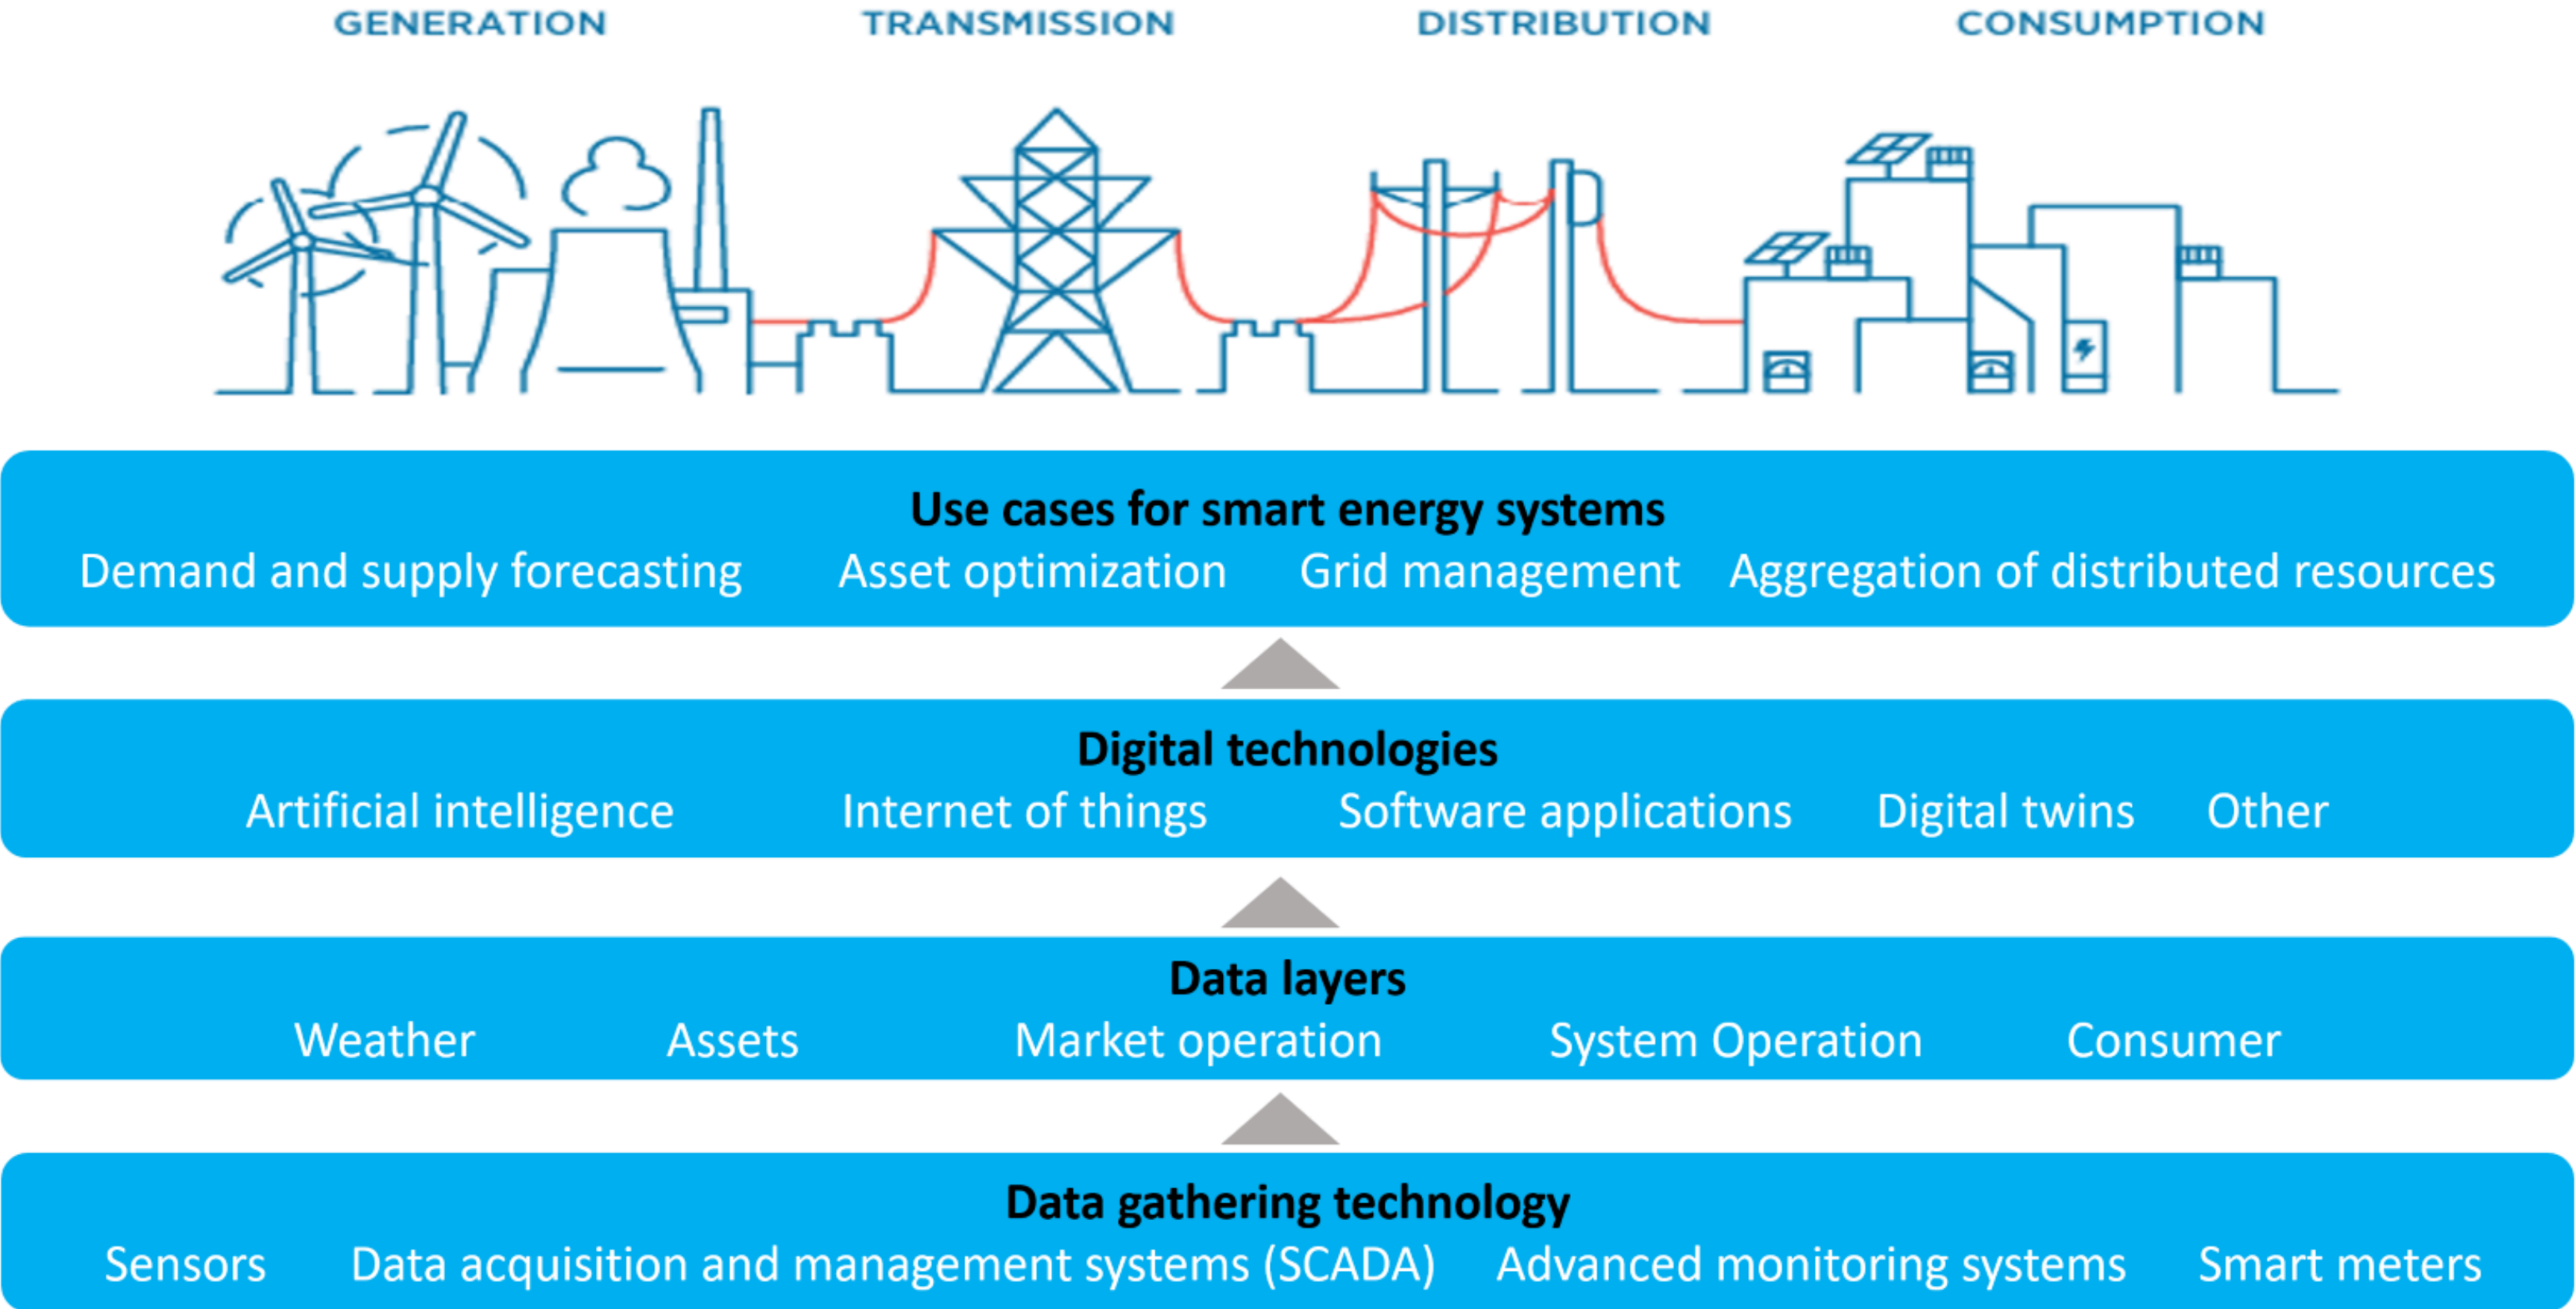 GENERATION TRANSMISSION DISTRIBUTION CONSUMPTION
Use cases for smart energy systems
Demand and supply forecasting Asset optimization Grid management Aggregation of distributed resources
Digital technologies
Artificial intelligence Internet of things Software applications Digital twins Other
Data layers
Weather Assets Market operation System Operation Consumer
Data gathering technology
Sensors Data acquisition and management systems (SCADA) Advanced monitoring systems Smart meters